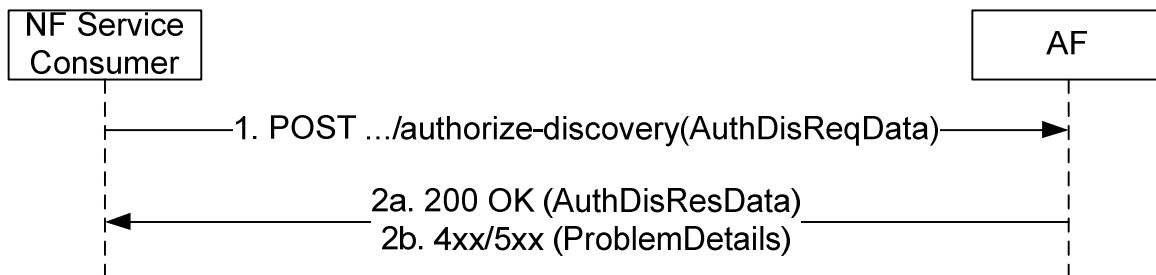 NF Service
Consumer
AF
1. POST .../authorize-discovery(AuthDisReqData)
2a. 200 OK (AuthDisResData)
2b. 4xx/5xx (ProblemDetails)